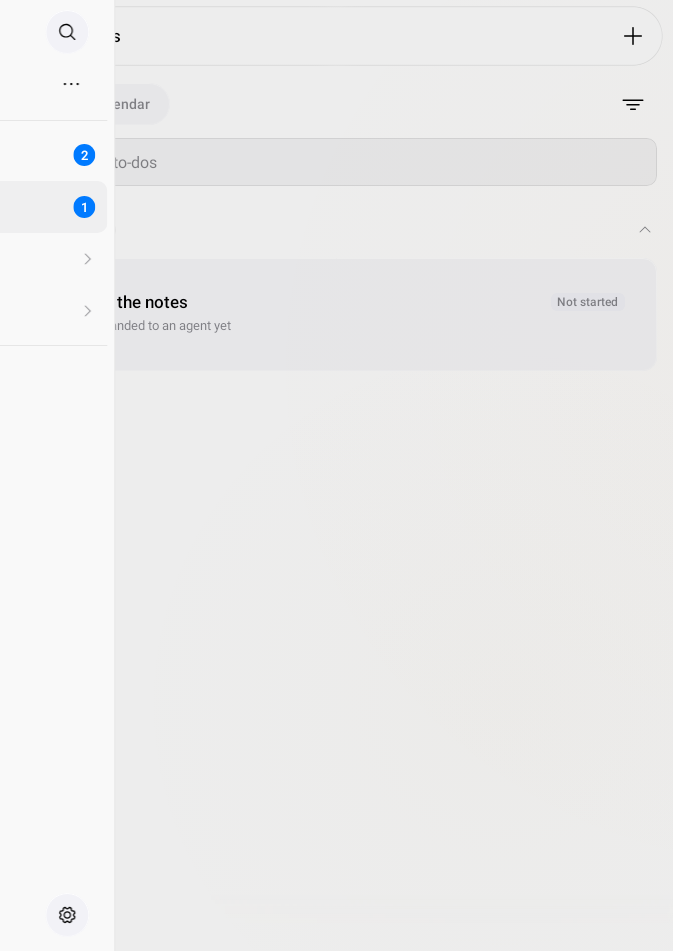 s
endar
2
to-dos
1
the notes
Not started
anded to an agent yet